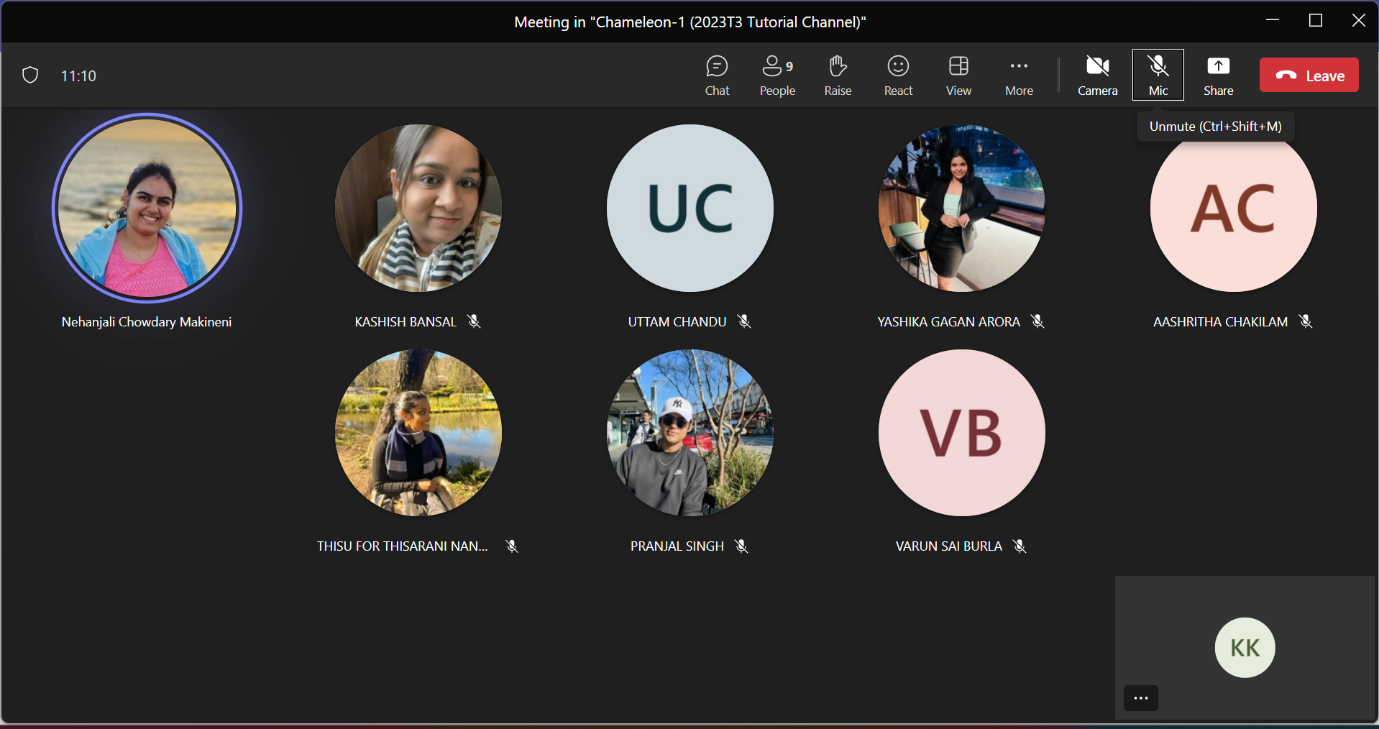 Meeting in "Chameleon-1 (2023T3 Tutorial Channel)"
11:10
Chat
People 9
Raise
React
View
More
Camera
Mic
Share
Leave
Unmute (Ctrl+Shift+M)
UC
AC
Nehanjali Chowdary Makineni
KASHISH BANSAL
UTTAM CHANDU
YASHIKA GAGAN ARORA
AASHRITHA CHAKILAM
NY
VB
THISU FOR THISARANI NAN...
PRANJAL SINGH
VARUN SAI BURLA
KK